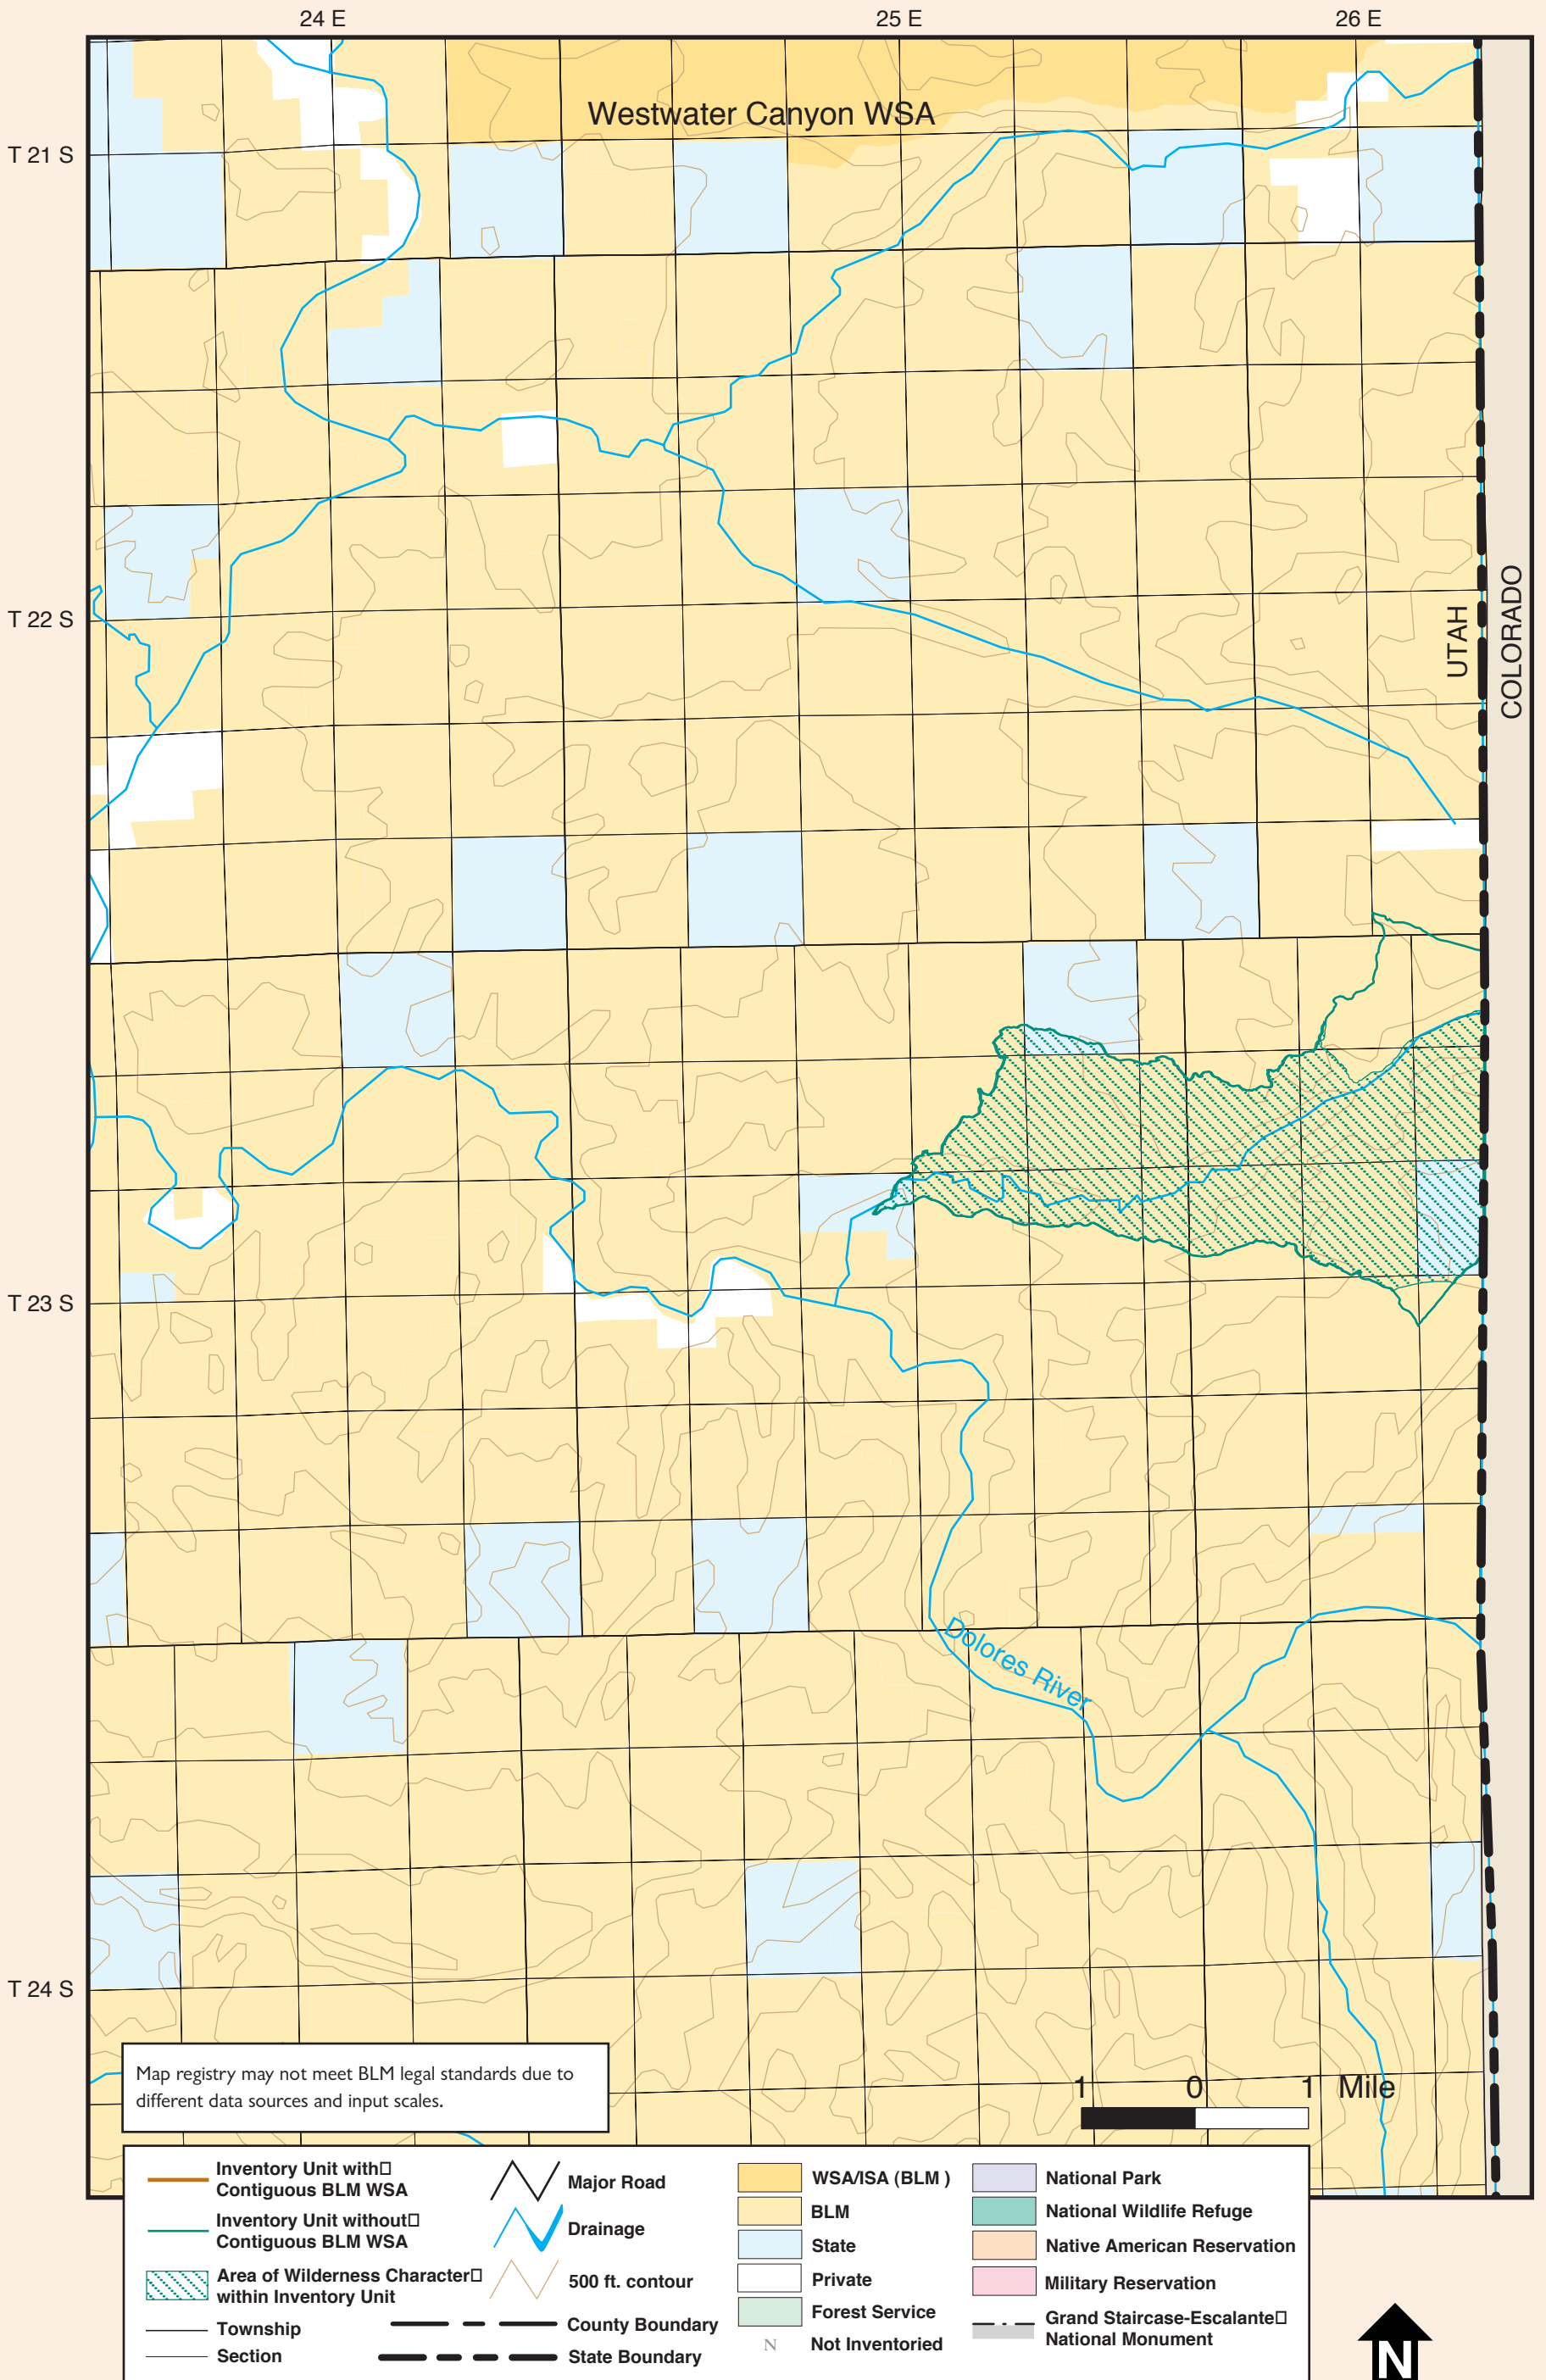 24 E
25 E
26 E
Westwater Canyon WSA
T 21 S
T 22 S
UTAH
COLORADO
T 23 S
Dolores River
T 24 S
Map registry may not meet BLM legal standards due to
different data sources and input scales.
1 0 1 Mile
Inventory Unit with□
Contiguous BLM WSA
Inventory Unit without□
Contiguous BLM WSA
Area of Wilderness Character□
within Inventory Unit
Township
Section
Major Road
Drainage
500 ft. contour
County Boundary
State Boundary
WSA/ISA (BLM )
BLM
State
Private
Forest Service
N Not Inventoried
National Park
National Wildlife Refuge
Native American Reservation
Military Reservation
Grand Staircase-Escalante□
National Monument
N